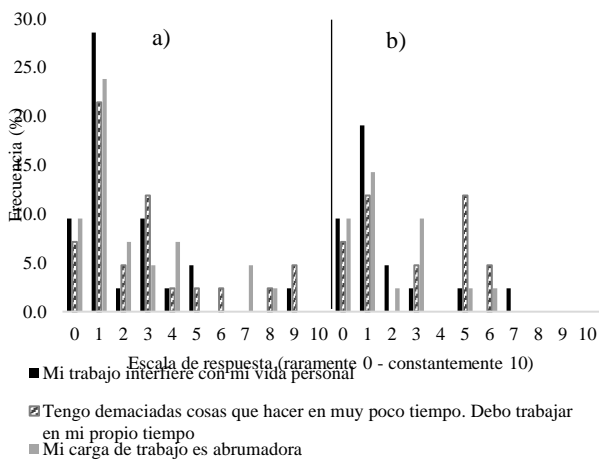 30.0
25.0
20.0
15.0
10.0
5.0
0.0
Frecuencia (%)
a)
b)
0 1 2 3 4 5 6 7 8 9 10 0 1 2 3 4 5 6 7 8 9 10
Escala de respuesta (raramente 0 - constantemente 10)
Mi trabajo interfiere con mi vida personal
Tengo demaciadas cosas que hacer en muy poco tiempo. Debo trabajar
en mi propio tiempo
Mi carga de trabajo es abrumadora